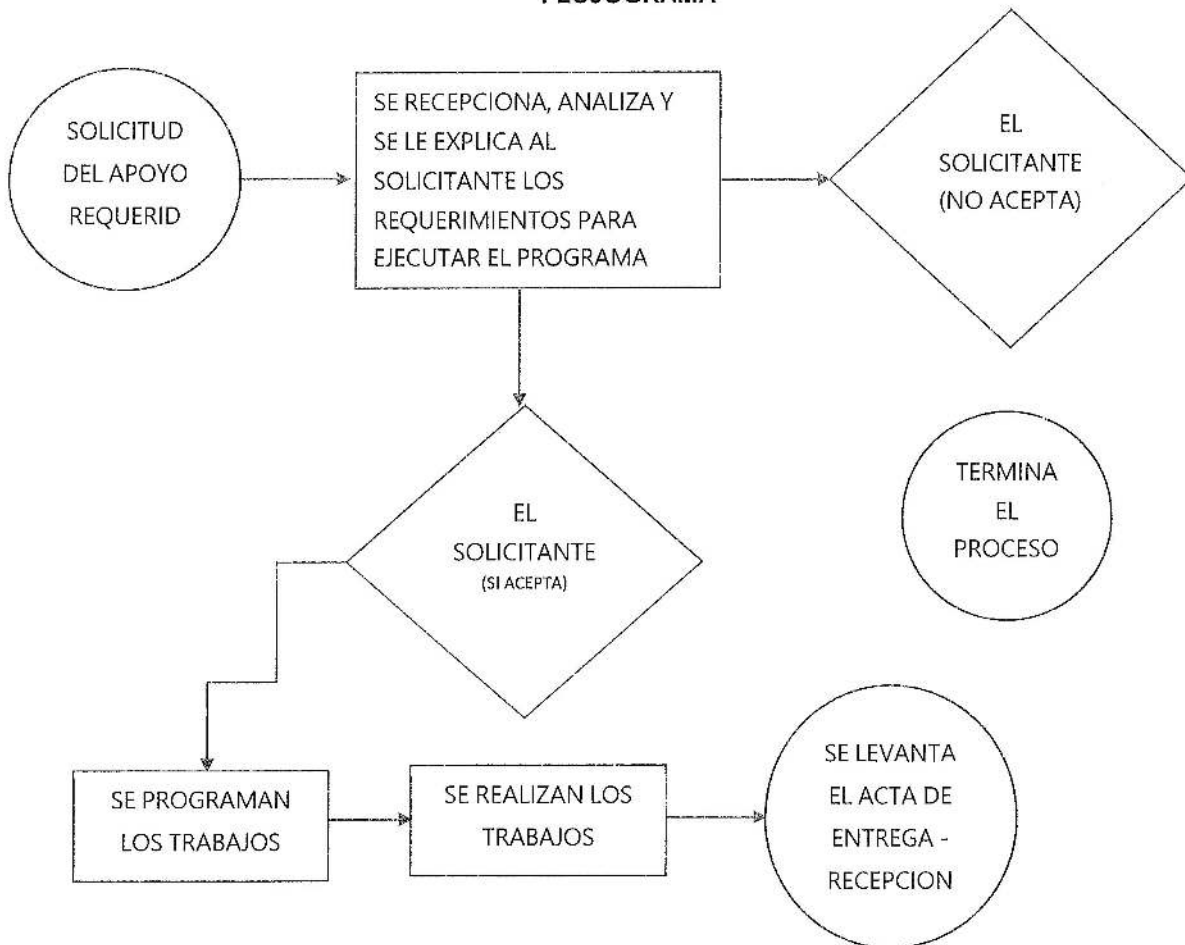 SOLICITUD
DEL APOYO
REQUERID
SE RECEPCIONA, ANALIZA Y
SE LE EXPLICA AL
SOLICITANTE LOS
REQUERIMIENTOS PARA
EJECUTAR EL PROGRAMA
EL
SOLICITANTE
(NO ACEPTA)
EL
SOLICITANTE
(SI ACEPTA)
TERMINA
EL
PROCESO
SE PROGRAMAN
LOS TRABAJOS
SE REALIZAN LOS
TRABAJOS
SE LEVANTA
EL ACTA DE
ENTREGA -
RECEPCION